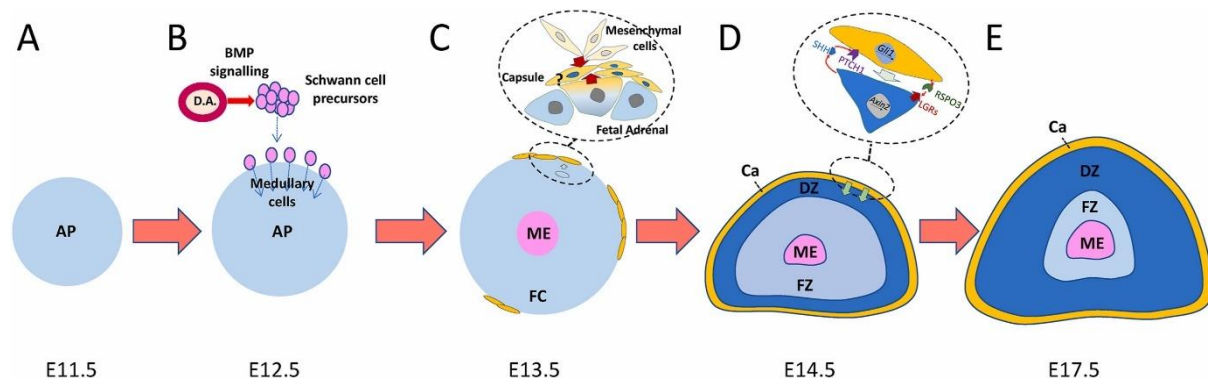 A
B
C
D
E
BMP
signalling
D.A.
Schwann cell
precursors
Medullary
cells
AP
AP
Mesenchymal
cells
Capsule
?
Fetal Adrenal
ME
FC
SHH
PTCH1
Gli1
Axin2
LGRs
RSPO3
Ca
DZ
ME
FZ
Ca
DZ
FZ
ME
E11.5
E12.5
E13.5
E14.5
E17.5